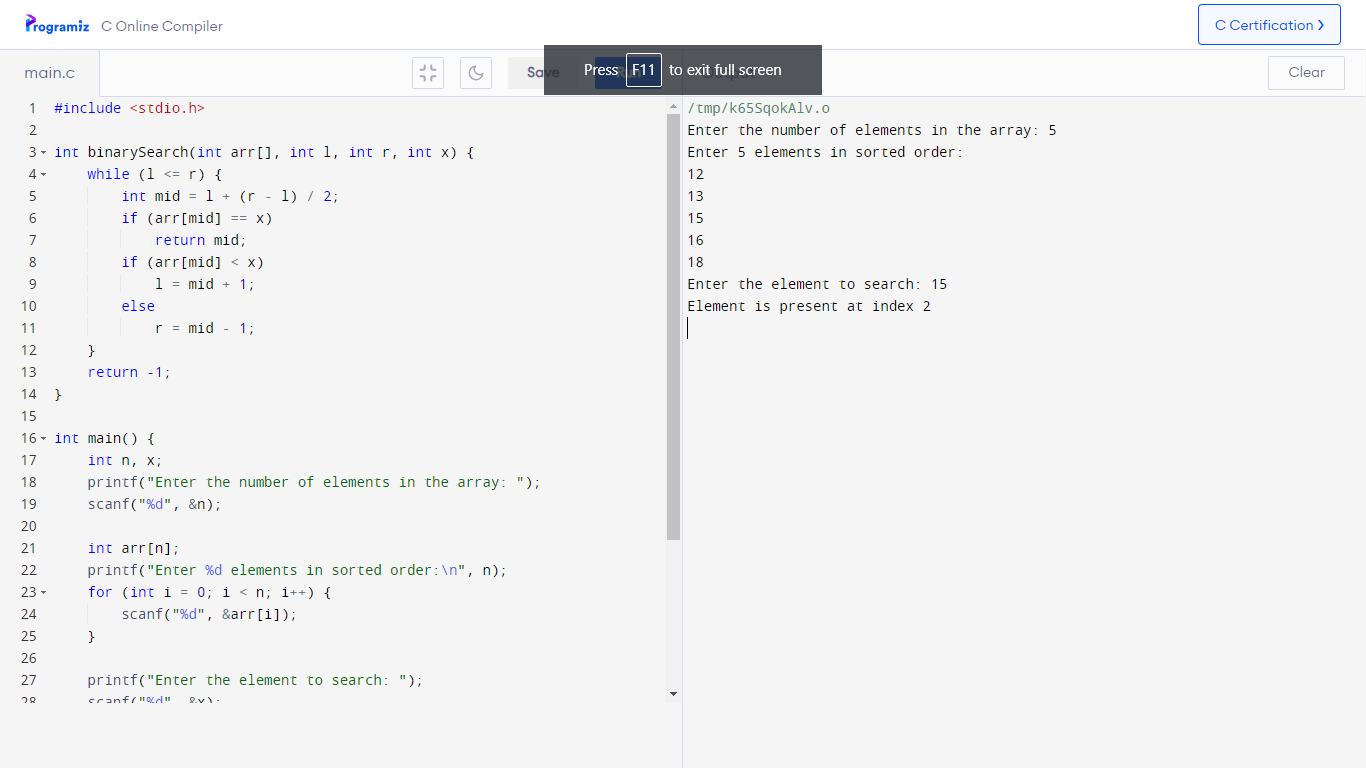 Programiz C Online Compiler
C Certification
main.c
Save
Press F11 to exit full screen
Clear
1 #include <stdio.h>
2
3 int binarySearch(int arr[], int l, int r, int x) {
4     while (l <= r) {
5         int mid = l + (r - l) / 2;
6         if (arr[mid] == x)
7             return mid;
8         if (arr[mid] < x)
9             l = mid + 1;
10         else
11             r = mid - 1;
12     }
13     return -1;
14 }
15
16 int main() {
17     int n, x;
18     printf("Enter the number of elements in the array: ");
19     scanf("%d", &n);
20
21     int arr[n];
22     printf("Enter %d elements in sorted order:\n", n);
23     for (int i = 0; i < n; i++) {
24         scanf("%d", &arr[i]);
25     }
26
27     printf("Enter the element to search: ");
28     scanf("%d", &x);
/tmp/k65SqokAlv.o
Enter the number of elements in the array: 5
Enter 5 elements in sorted order:
12
13
15
16
18
Enter the element to search: 15
Element is present at index 2